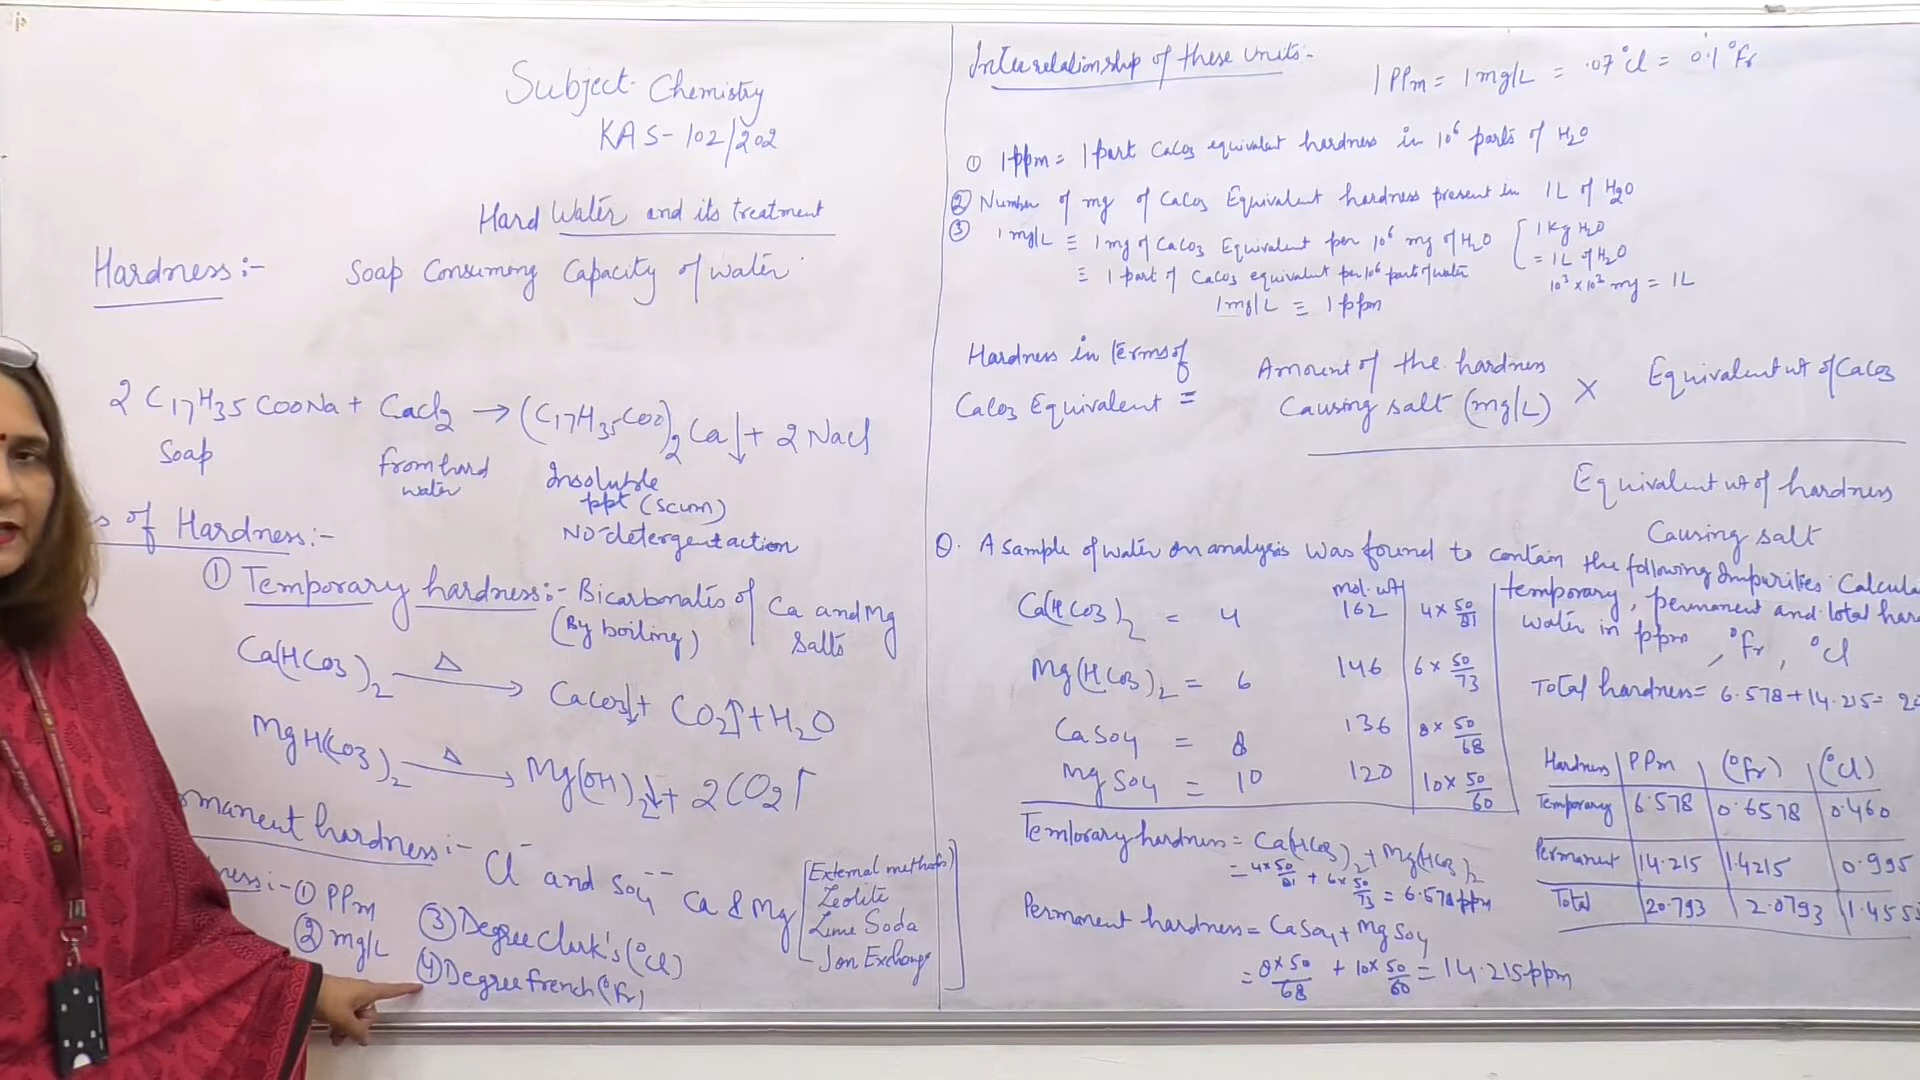 Subject- Chemistry
KAS-102/202
Hard Water and its treatment
Hardness:- Soap Consuming Capacity of water.
2 C17H35COONa + CaCl2 → (C17H35COO)2 Ca↓ + 2 NaCl
Soap
from hard
water
Insoluble
ppt (scum)
NO-detergent action
s of Hardness:-
① Temporary hardness:- Bicarbonates of Ca and Mg
(By boiling) Salts
Ca(HCO3)2 △→ CaCO3↓ + CO2↑ + H2O
MgH(CO3)2 △→ Mg(OH)2↓ + 2CO2↑
rmanent hardness:- Cl⁻ and SO4⁻⁻ Ca & Mg
[External methods]
Zeolite
Lime Soda
Ion Exchange
ness:- ① PPm
② mg/L
③ Degree Clark's (°Cl)
④ Degree french (°Fr)
Interrelationship of these Units-
1 PPm = 1 mg/L = .07°Cl = 0.1°Fr
① 1 ppm = 1 part CaCO3 equivalent hardness in 10⁶ parts of H2O
② Number of mg of CaCO3 Equivalent hardness present in 1L of H2O
③ 1 mg/L ≡ 1 mg of CaCO3 Equivalent per 10⁶ mg of H2O
≡ 1 part of CaCO3 equivalent per 10⁶ part of water
1 mg/L ≡ 1 ppm
[1 Kg H2O
= 1L of H2O
10³ × 10³ mg = 1L
Hardness in terms of
CaCO3 Equivalent =
Amount of the hardness
Causing salt (mg/L) × Equivalent wt of CaCO3
Equivalent wt of hardness
Causing salt
Q. A sample of water on analysis was found to contain the following Impurities. Calcula
temporary, permanent and total har
water in ppm, °Fr, °Cl
mol. wt
Ca(HCO3)2 = 4 162 4 × 50/81
Mg(HCO3)2 = 6 146 6 × 50/73
CaSO4 = 8 136 8 × 50/68
MgSO4 = 10 120 10 × 50/60
Total hardness = 6.578 + 14.215 = 20
Hardness PPm (°Fr) (°Cl)
Temporary 6.578 0.6578 0.460
Permanent 14.215 1.4215 0.995
Total 20.793 2.0793 1.455
Temporary hardness = Ca(HCO3)2 + Mg(HCO3)2
= 4×50/81 + 6×50/73 = 6.578 ppm
Permanent hardness = CaSO4 + MgSO4
= 8×50/68 + 10×50/60 = 14.215 ppm